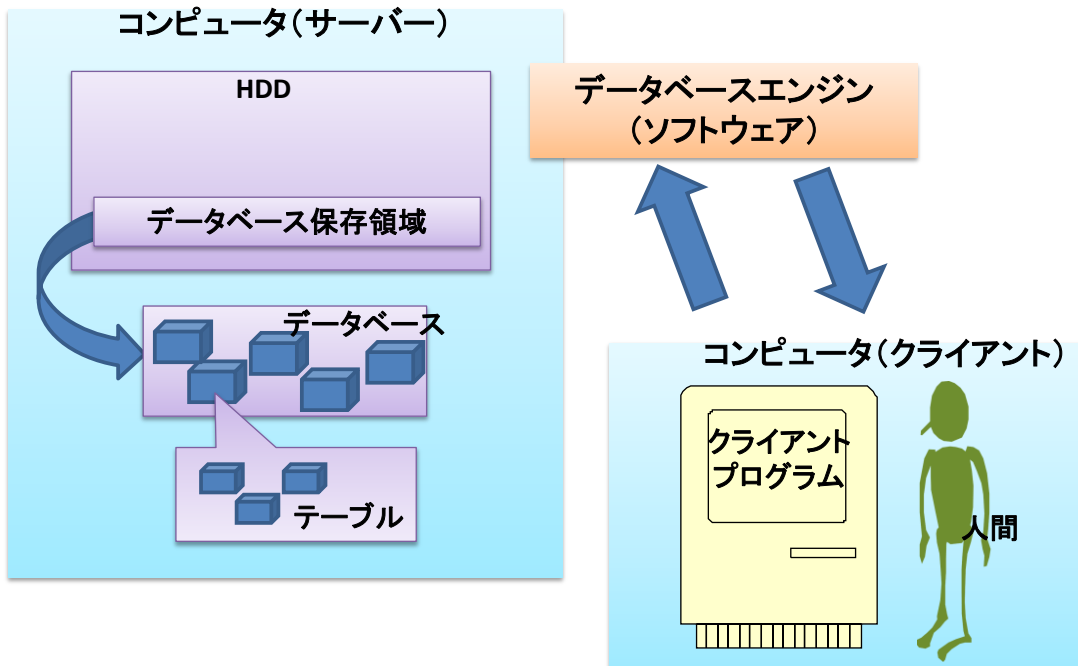 コンピュータ(サーバー)
HDD
データベース保存領域
データベース
テーブル
データベースエンジン
(ソフトウェア)
コンピュータ(クライアント)
クライアント
プログラム
人間